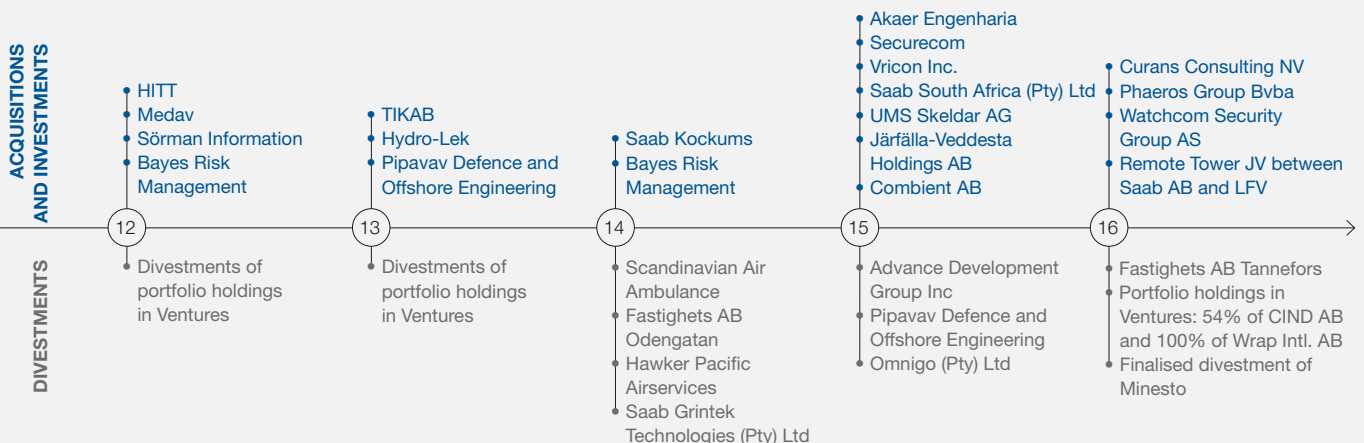 ACQUISITIONS
AND INVESTMENTS
HITT
Medav
Sörman Information
Bayes Risk
Management
TIKAB
Hydro-Lek
Pipavav Defence and
Offshore Engineering
Saab Kockums
Bayes Risk
Management
Akaer Engenharia
Securecom
Vricon Inc.
Saab South Africa (Pty) Ltd
UMS Skeldar AG
Järfälla-Veddesta
Holdings AB
Combient AB
Curans Consulting NV
Phaeros Group Bvba
Watchcom Security
Group AS
Remote Tower JV between
Saab AB and LFV
12
13
14
15
16
DIVESTMENTS
Divestments of
portfolio holdings
in Ventures
Divestments of
portfolio holdings
in Ventures
Scandinavian Air
Ambulance
Fastighets AB
Odengatan
Hawker Pacific
Airservices
Saab Grintek
Technologies (Pty) Ltd
Advance Development
Group Inc
Pipavav Defence and
Offshore Engineering
Omnigo (Pty) Ltd
Fastighets AB Tannefors
Portfolio holdings in
Ventures: 54% of CIND AB
and 100% of Wrap Intl. AB
Finalised divestment of
Minesto